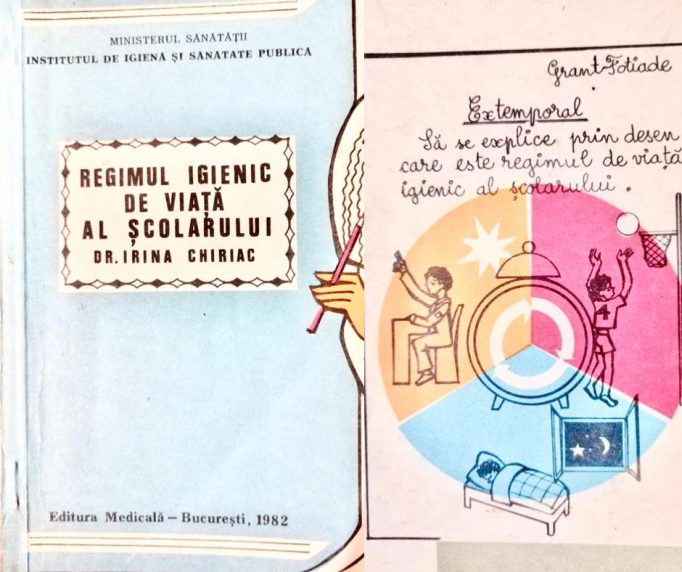 MINISTERUL SĂNĂTĂȚII
INSTITUTUL DE IGIENĂ ȘI SĂNĂTATE PUBLICĂ
REGIMUL IGIENIC
DE VIAȚĂ
AL ȘCOLARULUI
DR. IRINA CHIRIAC
Editura Medicală — București, 1982
Grant-Fotiade
Extemporal
Să se explice prin desen
care este regimul de viață
igienic al școlarului.
4